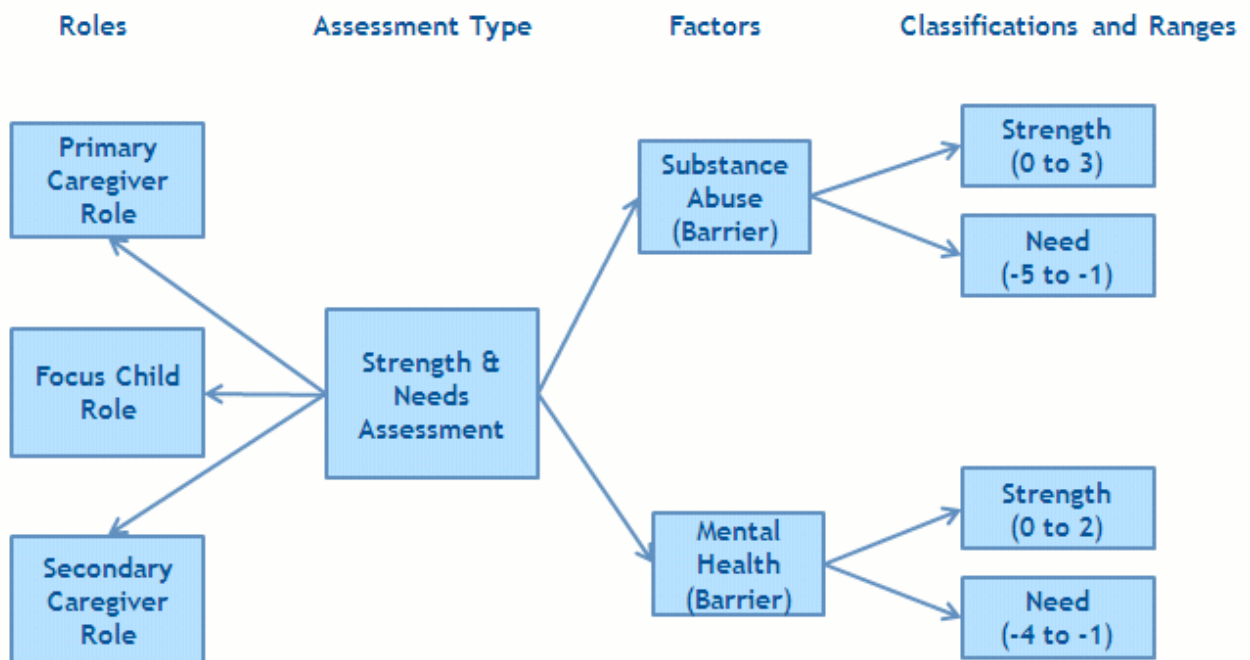 Roles
Assessment Type
Factors
Classifications and Ranges
Primary
Caregiver
Role
Focus Child
Role
Secondary
Caregiver
Role
Strength &
Needs
Assessment
Substance
Abuse
(Barrier)
Strength
(0 to 3)
Need
(-5 to -1)
Mental
Health
(Barrier)
Strength
(0 to 2)
Need
(-4 to -1)